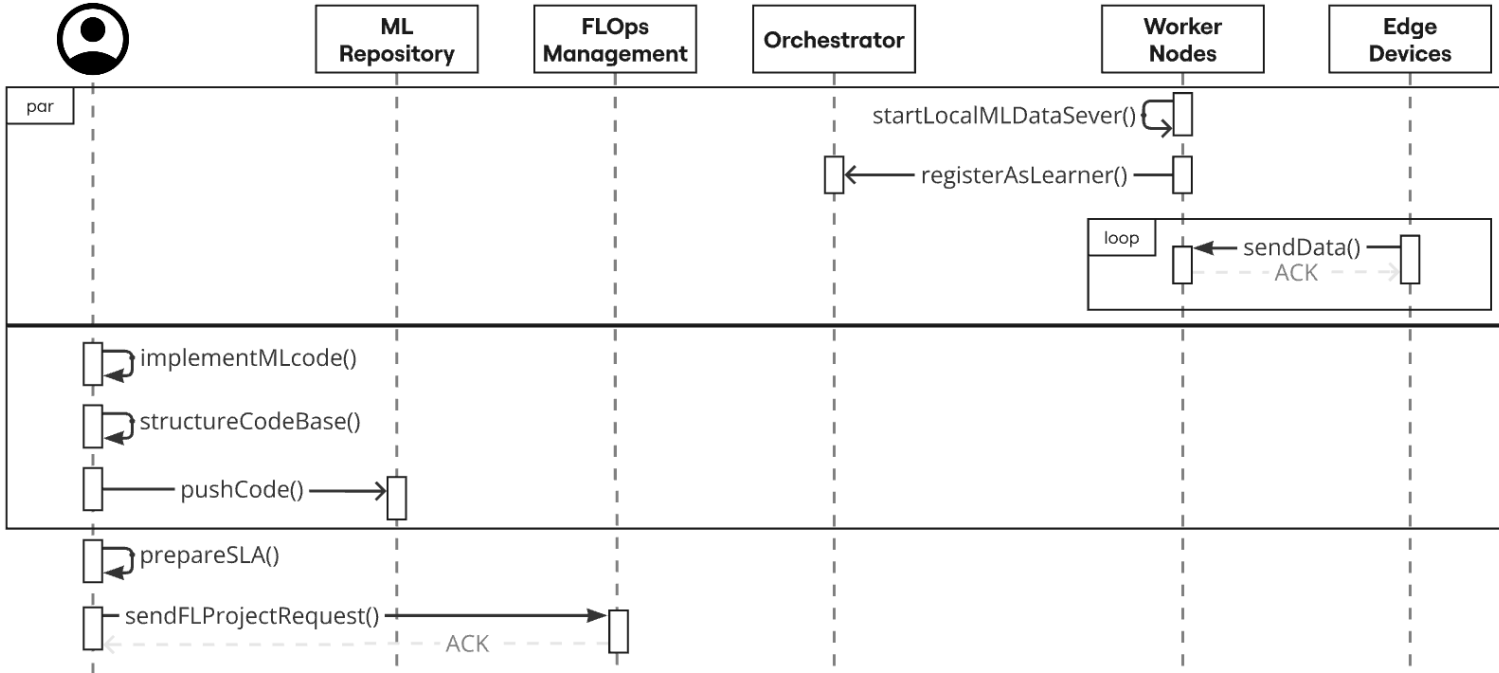 ML
Repository
FLOps
Management
Orchestrator
Worker
Nodes
Edge
Devices
par
startLocalMLDataSever()
registerAsLearner()
loop
sendData()
ACK
implementMLcode()
structureCodeBase()
pushCode()
prepareSLA()
sendFLProjectRequest()
ACK